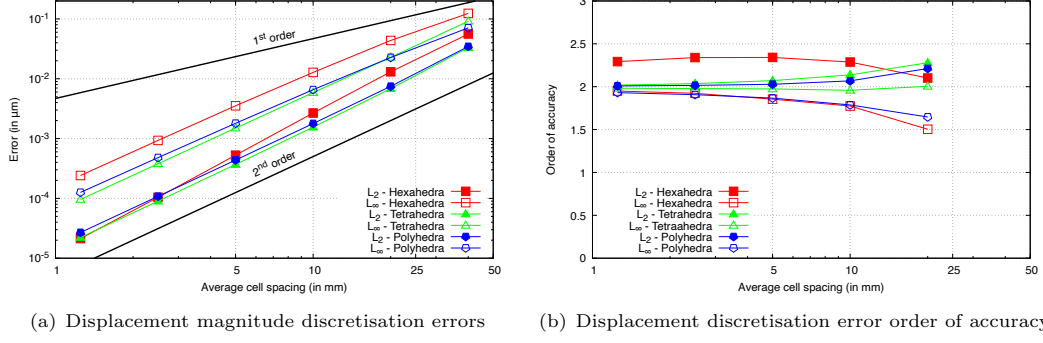 10⁻¹
10⁻²
10⁻³
10⁻⁴
10⁻⁵
Error (in μm)
1 5 10 25 50
Average cell spacing (in mm)
1ˢᵗ order
2ⁿᵈ order
L₂ - Hexahedra
L∞ - Hexahedra
L₂ - Tetrahedra
L∞ - Tetrahedra
L₂ - Polyhedra
L∞ - Polyhedra
(a) Displacement magnitude discretisation errors
3
2.5
2
1.5
1
0.5
0
Order of accuracy
1 5 10 25 50
Average cell spacing (in mm)
L₂ - Hexahedra
L∞ - Hexahedra
L₂ - Tetrahedra
L∞ - Tetraahedra
L₂ - Polyhedra
L∞ - Polyhedra
(b) Displacement discretisation error order of accuracy